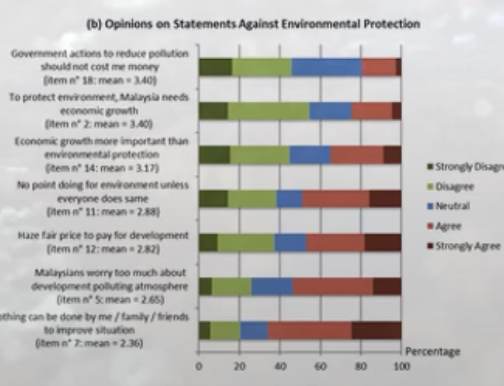 (b) Opinions on Statements Against Environmental Protection
Government actions to reduce pollution
should not cost me money
(item n° 18: mean = 3.40)
To protect environment, Malaysia needs
economic growth
(item n° 2: mean = 3.40)
Economic growth more important than
environmental protection
(item n° 14: mean = 3.17)
No point doing for environment unless
everyone does same
(item n° 11: mean = 2.88)
Haze fair price to pay for development
(item n° 12: mean = 2.82)
Malaysians worry too much about
development polluting atmosphere
(item n° 5: mean = 2.65)
othing can be done by me / family / friends
to improve situation
(item n° 7: mean = 2.36)
Strongly Disagre
Disagree
Neutral
Agree
Strongly Agree
Percentage
0 20 40 60 80 100